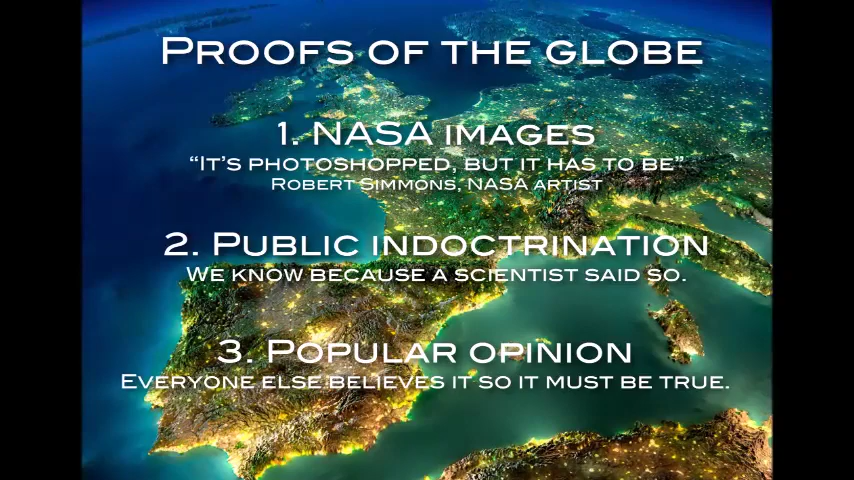 Proofs of the globe
1. NASA images
"It's photoshopped, but it has to be"
Robert Simmons, NASA artist
2. Public indoctrination
We know because a scientist said so.
3. Popular opinion
Everyone else believes it so it must be true.